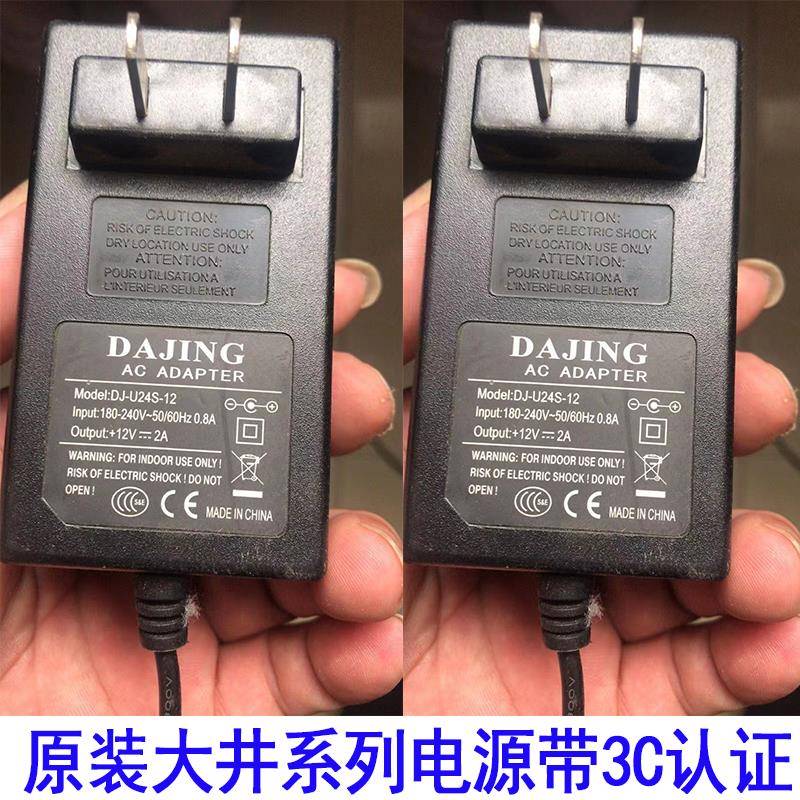 CAUTION:
RISK OF ELECTRIC SHOCK
DRY LOCATION USE ONLY
ATTENTION:
POUR UTILISATION A
L'INTERIEUR SEULEMENT
DAJING
AC ADAPTER
Model:DJ-U24S-12
Input:180-240V~50/60Hz 0.8A
Output:+12V⎓2A
WARNING: FOR INDOOR USE ONLY!
RISK OF ELECTRIC SHOCK! DO NOT
OPEN!
CCC S&E CE MADE IN CHINA
CAUTION:
RISK OF ELECTRIC SHOCK
DRY LOCATION USE ONLY
ATTENTION:
POUR UTILISATION A
L'INTERIEUR SEULEMENT
DAJING
AC ADAPTER
Model:DJ-U24S-12
Input:180-240V~50/60Hz 0.8A
Output:+12V⎓2A
WARNING: FOR INDOOR USE ONLY!
RISK OF ELECTRIC SHOCK! DO NOT
OPEN!
CCC S&E CE MADE IN CHINA
原装大井系列电源带3C认证